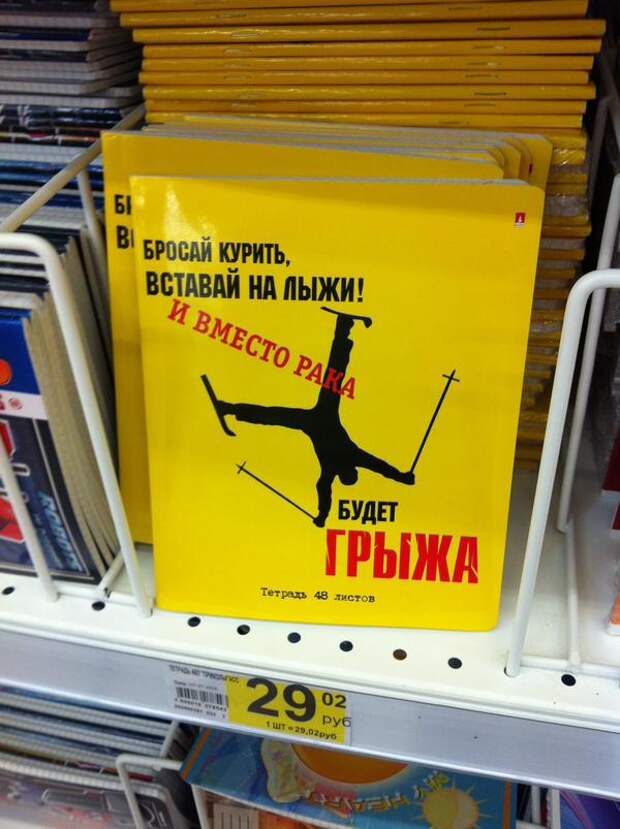 БРОСАЙ КУРИТЬ,
ВСТАВАЙ НА ЛЫЖИ!
И ВМЕСТО РАКА
БУДЕТ
ГРЫЖА
Тетрадь 48 листов
29 02
руб
1 ШТ = 29,02руб